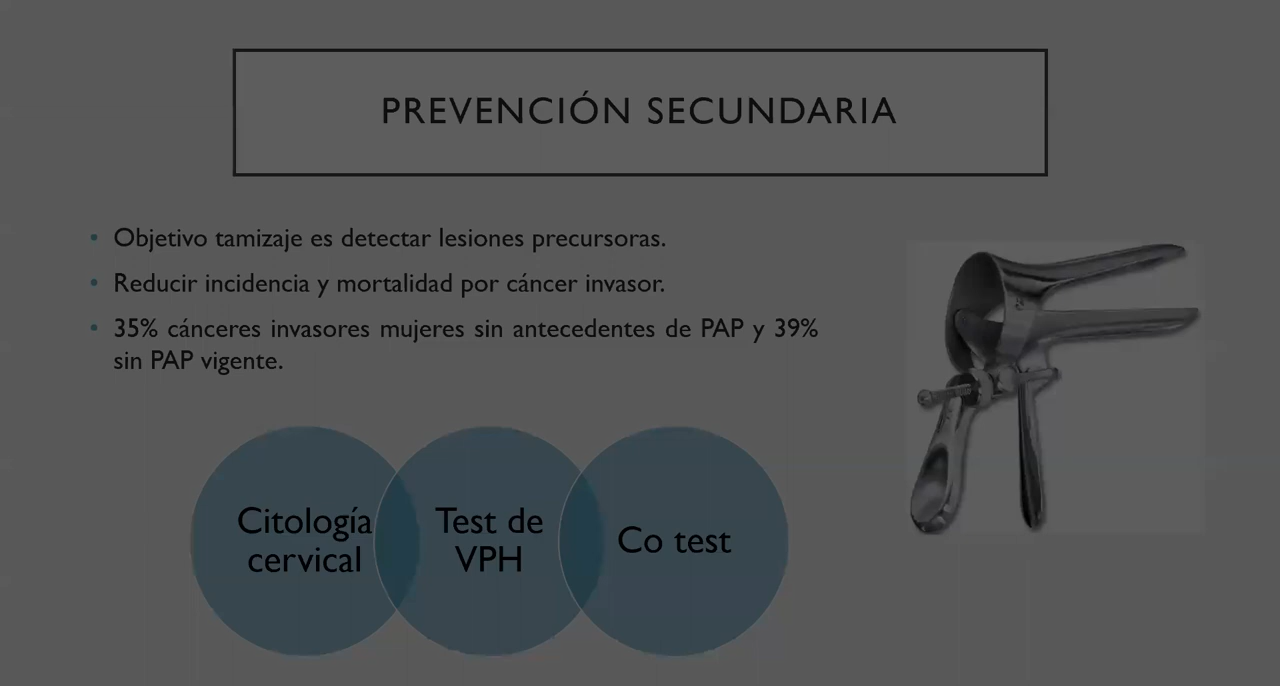 PREVENCIÓN SECUNDARIA
• Objetivo tamizaje es detectar lesiones precursoras.
• Reducir incidencia y mortalidad por cáncer invasor.
• 35% cánceres invasores mujeres sin antecedentes de PAP y 39%
sin PAP vigente.
Citología
cervical
Test de
VPH
Co test